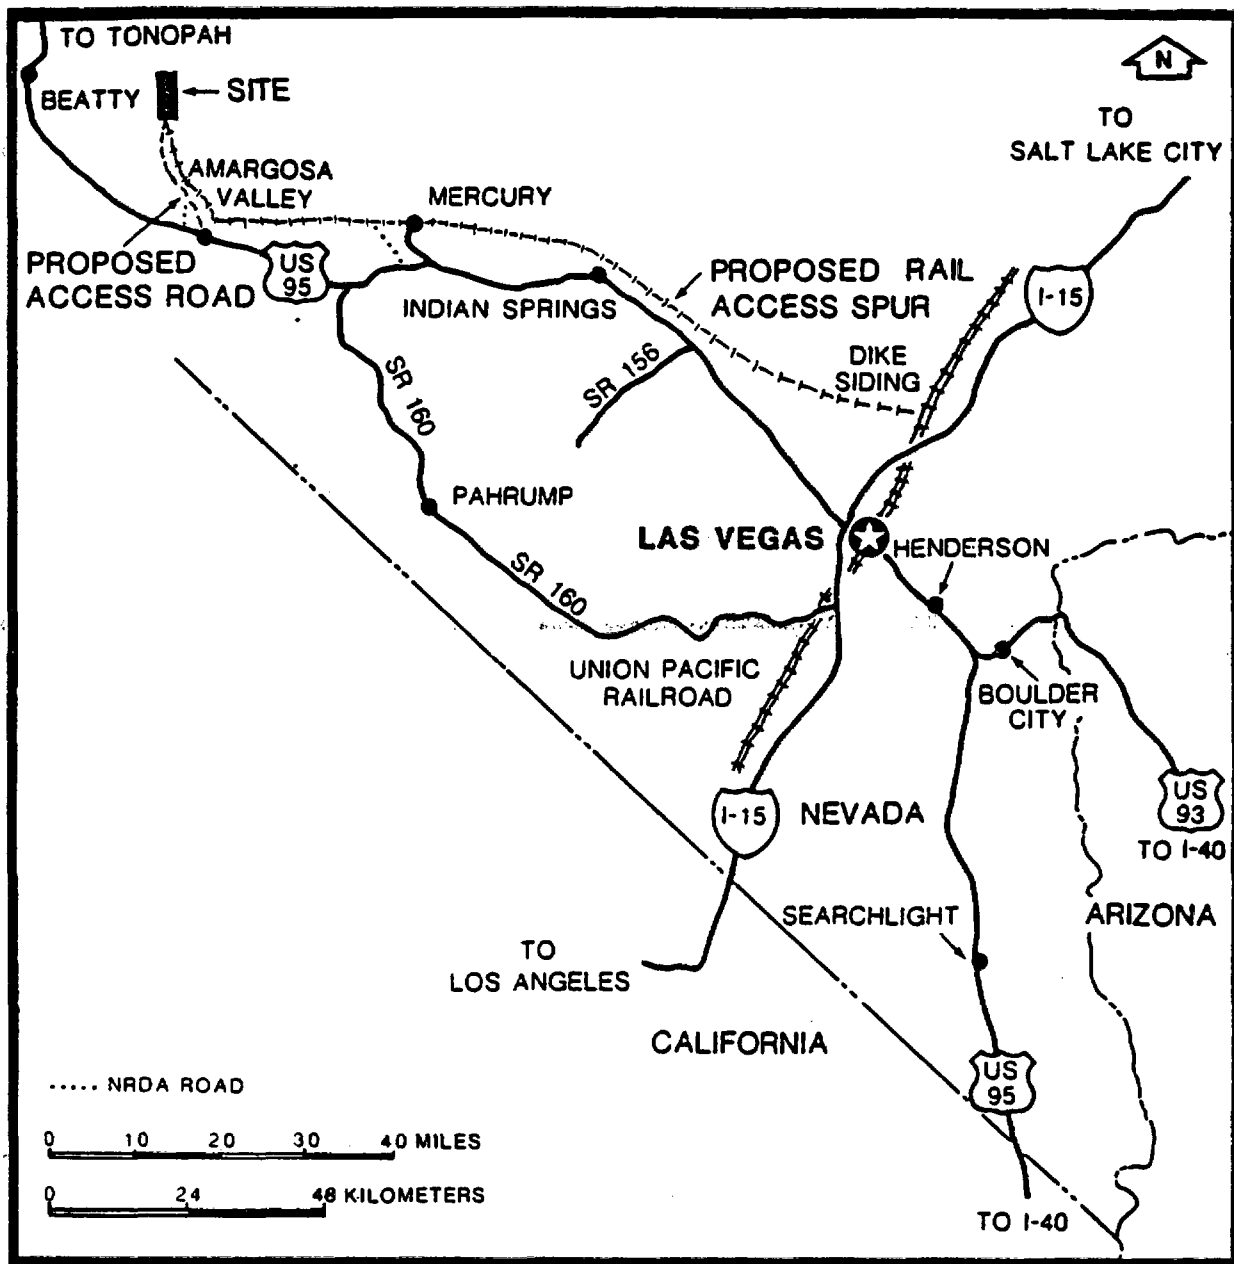 TO TONOPAH
N
BEATTY
SITE
TO
SALT LAKE CITY
AMARGOSA
VALLEY
MERCURY
PROPOSED
ACCESS ROAD
US
95
PROPOSED RAIL
ACCESS SPUR
I-15
INDIAN SPRINGS
DIKE
SIDING
SR 156
SR 160
PAHRUMP
LAS VEGAS
HENDERSON
SR 160
UNION PACIFIC
RAILROAD
BOULDER
CITY
I-15
NEVADA
US
93
TO I-40
SEARCHLIGHT
ARIZONA
TO
LOS ANGELES
CALIFORNIA
US
95
..... NRDA ROAD
0 10 20 30 40 MILES
0 24 48 KILOMETERS
TO I-40